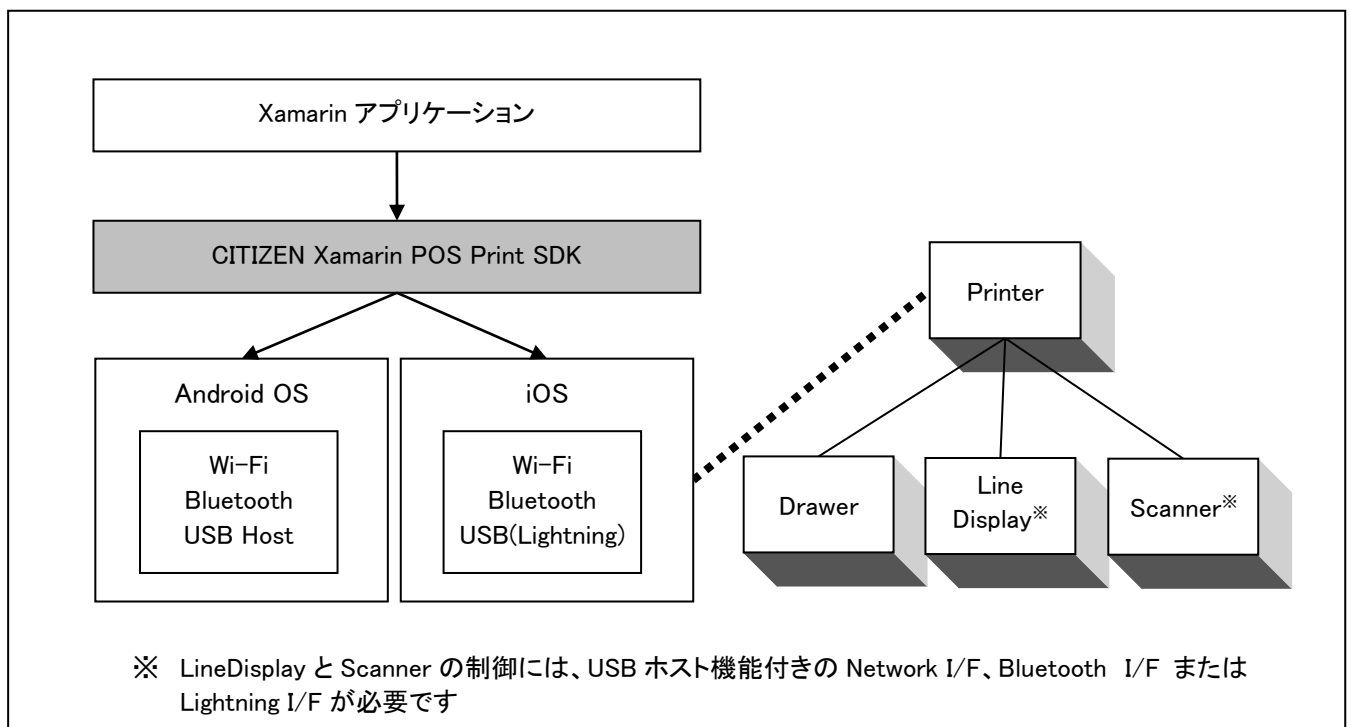 Xamarin アプリケーション
CITIZEN Xamarin POS Print SDK
Android OS
Wi-Fi
Bluetooth
USB Host
iOS
Wi-Fi
Bluetooth
USB(Lightning)
Printer
Drawer
Line
Display※
Scanner※
※ LineDisplay と Scanner の制御には、USB ホスト機能付きの Network I/F、Bluetooth I/F または
Lightning I/F が必要です